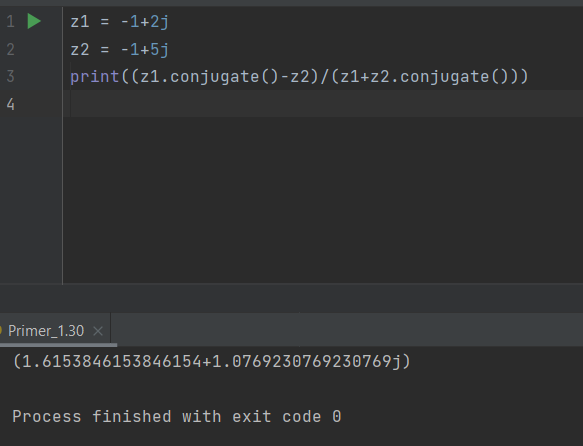 1 z1 = -1+2j
2 z2 = -1+5j
3 print((z1.conjugate()-z2)/(z1+z2.conjugate()))
4
Primer_1.30 ×
(1.6153846153846154+1.0769230769230769j)
Process finished with exit code 0